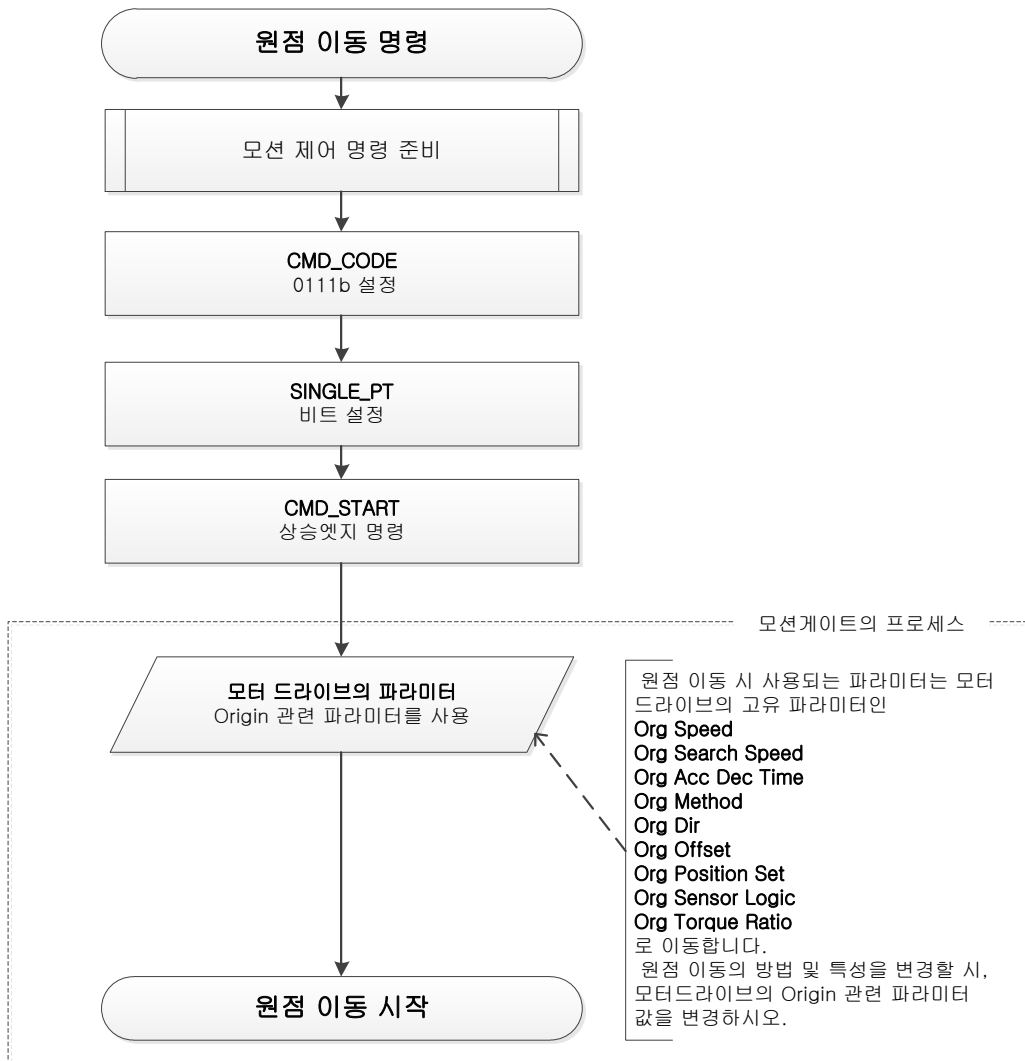 원점 이동 명령
모션 제어 명령 준비
CMD_CODE
0111b 설정
SINGLE_PT
비트 설정
CMD_START
상승엣지 명령
모션게이트의 프로세스
모터 드라이브의 파라미터
Origin 관련 파라미터를 사용
원점 이동 시 사용되는 파라미터는 모터
드라이브의 고유 파라미터인
Org Speed
Org Search Speed
Org Acc Dec Time
Org Method
Org Dir
Org Offset
Org Position Set
Org Sensor Logic
Org Torque Ratio
로 이동합니다.
원점 이동의 방법 및 특성을 변경할 시,
모터드라이브의 Origin 관련 파라미터
값을 변경하시오.
원점 이동 시작